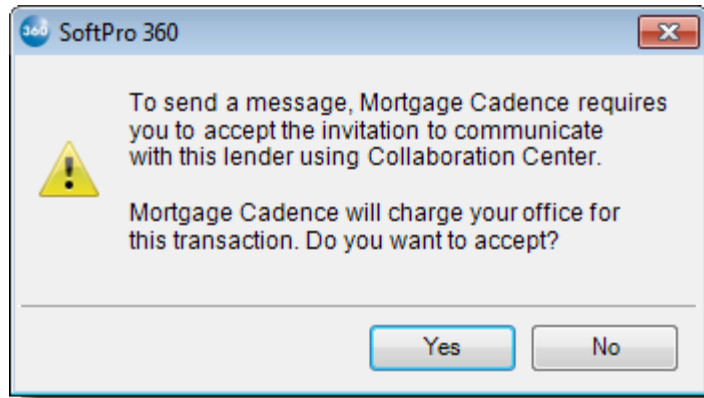 360 SoftPro 360
To send a message, Mortgage Cadence requires
you to accept the invitation to communicate
with this lender using Collaboration Center.
Mortgage Cadence will charge your office for
this transaction. Do you want to accept?
Yes No